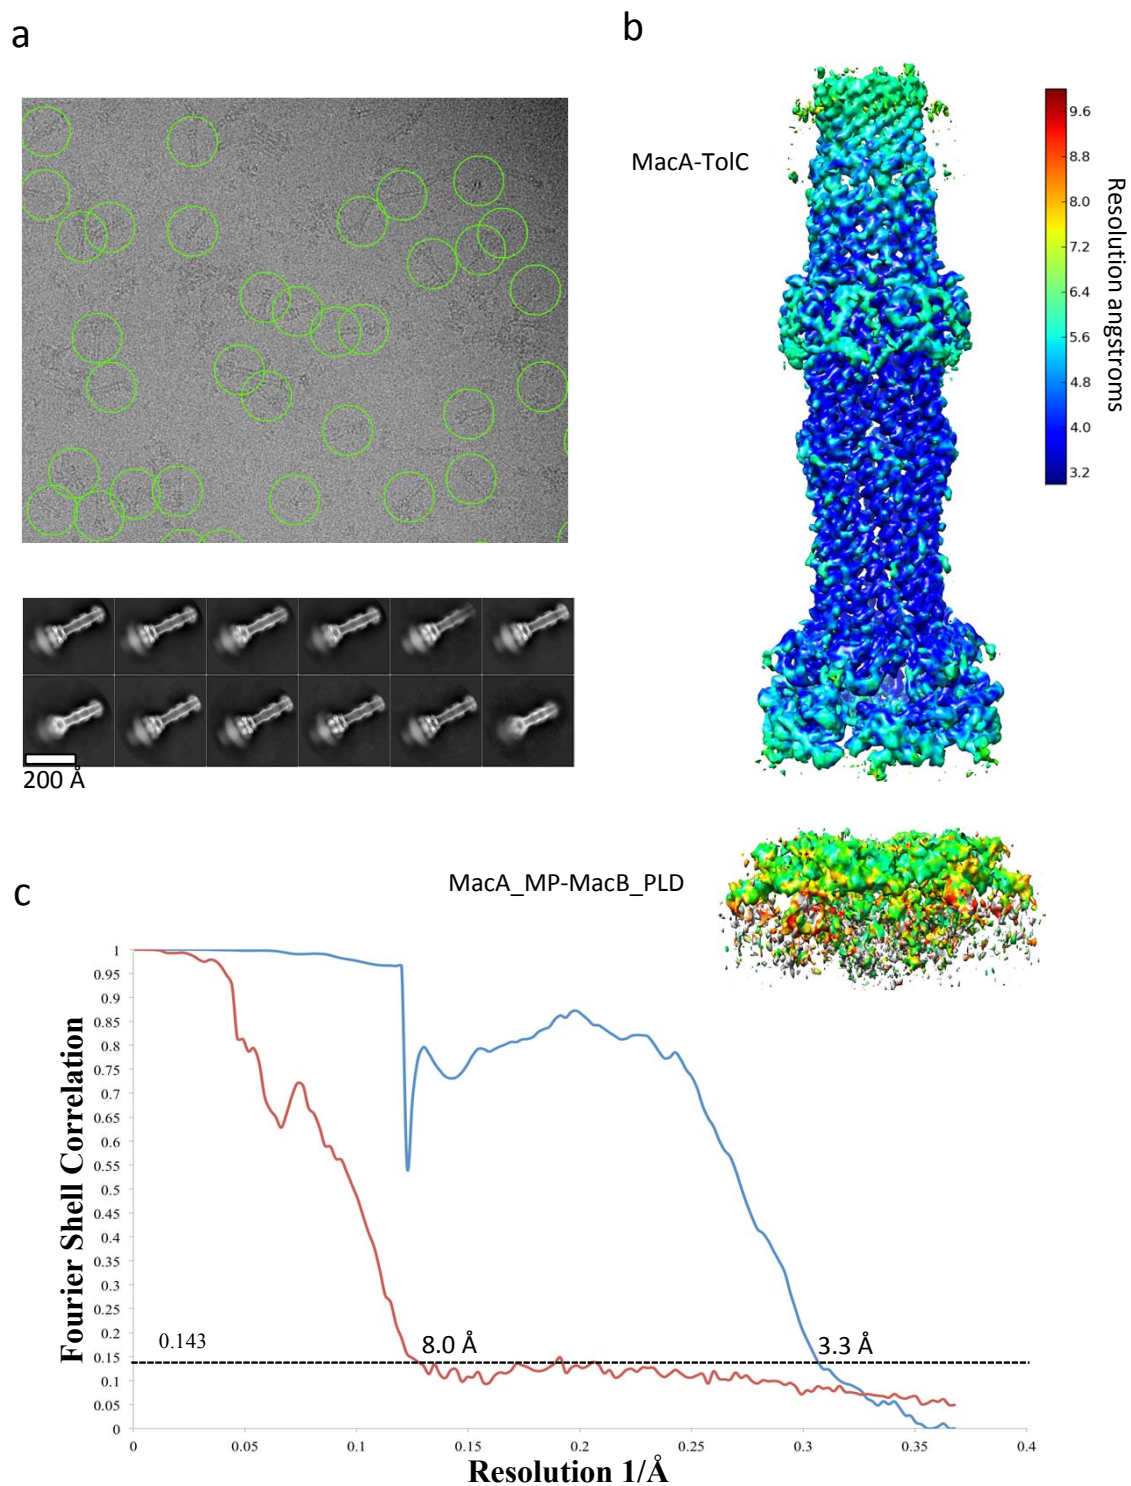 a
b
MacA-TolC
9.6
8.8
8.0
7.2
6.4
5.6
4.8
4.0
3.2
Resolution angstroms
200 Å
MacA_MP-MacB_PLD
c
1
0.95
0.9
0.85
0.8
0.75
0.7
0.65
0.6
0.55
0.5
0.45
0.4
0.35
0.3
0.25
0.2
0.15
0.1
0.05
0
Fourier Shell Correlation
0.143
8.0 Å
3.3 Å
0 0.05 0.1 0.15 0.2 0.25 0.3 0.35 0.4
Resolution 1/Å